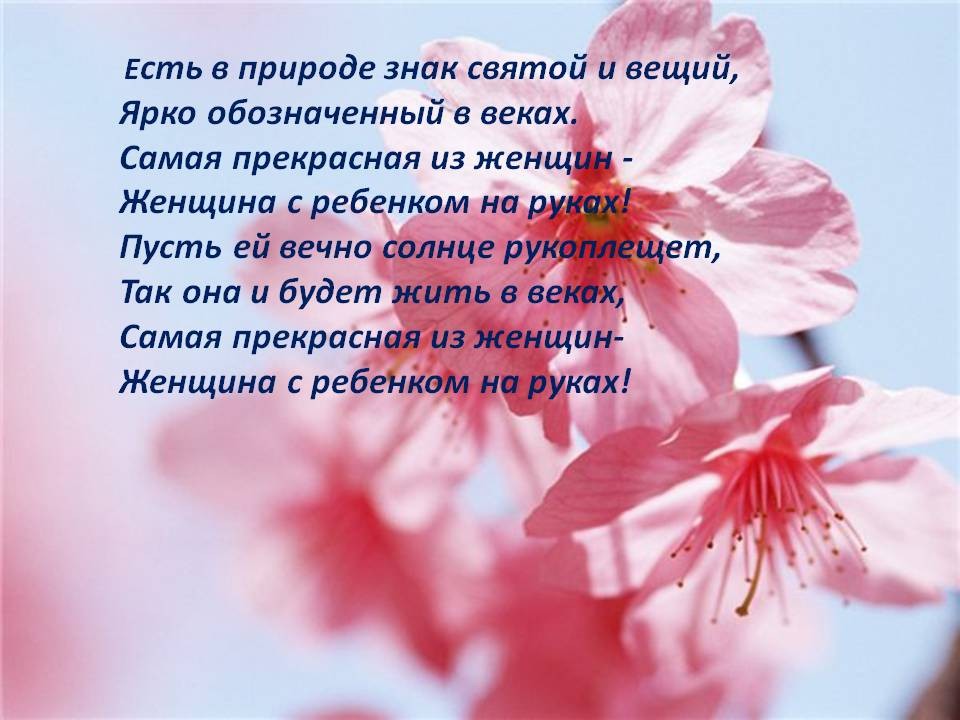 Есть в природе знак святой и вещий,
Ярко обозначенный в веках.
Самая прекрасная из женщин -
Женщина с ребенком на руках!
Пусть ей вечно солнце рукоплещет,
Так она и будет жить в веках,
Самая прекрасная из женщин-
Женщина с ребенком на руках!